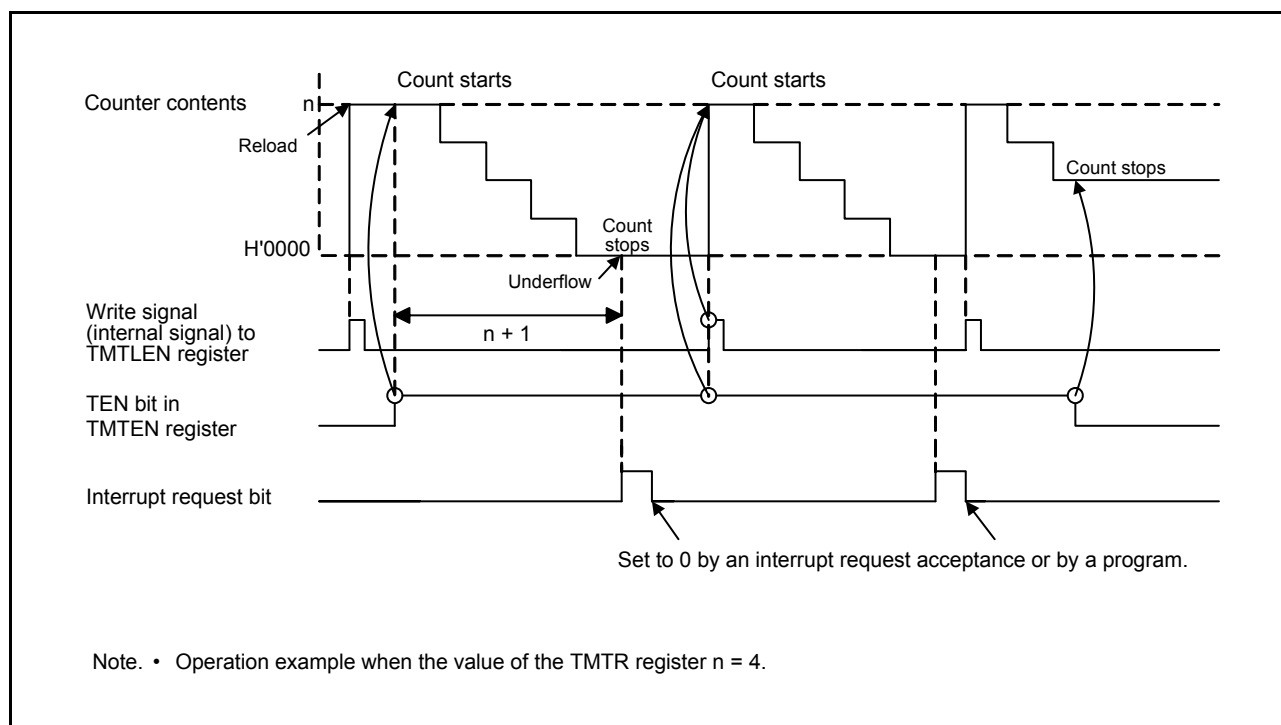 Count starts
Count starts
Counter contents
n
Reload
Count stops
Count
stops
H'0000
Underflow
Write signal
(internal signal) to
TMTLEN register
n + 1
TEN bit in
TMTEN register
Interrupt request bit
Set to 0 by an interrupt request acceptance or by a program.
Note. • Operation example when the value of the TMTR register n = 4.